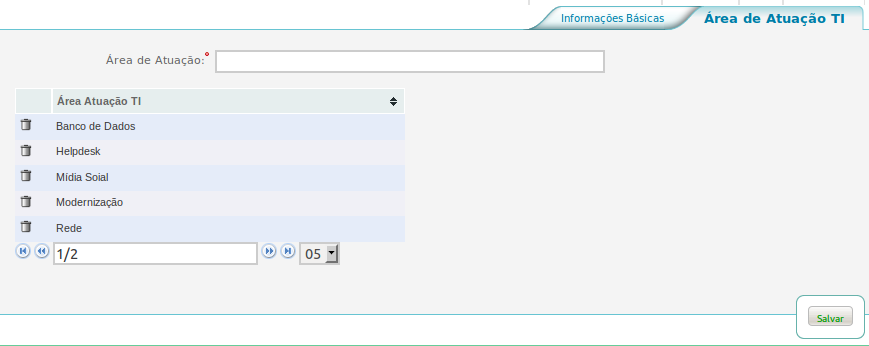 Informações Básicas
Área de Atuação TI
Área de Atuação:
Área Atuação TI
Banco de Dados
Helpdesk
Mídia Soial
Modernização
Rede
1/2
05
Salvar